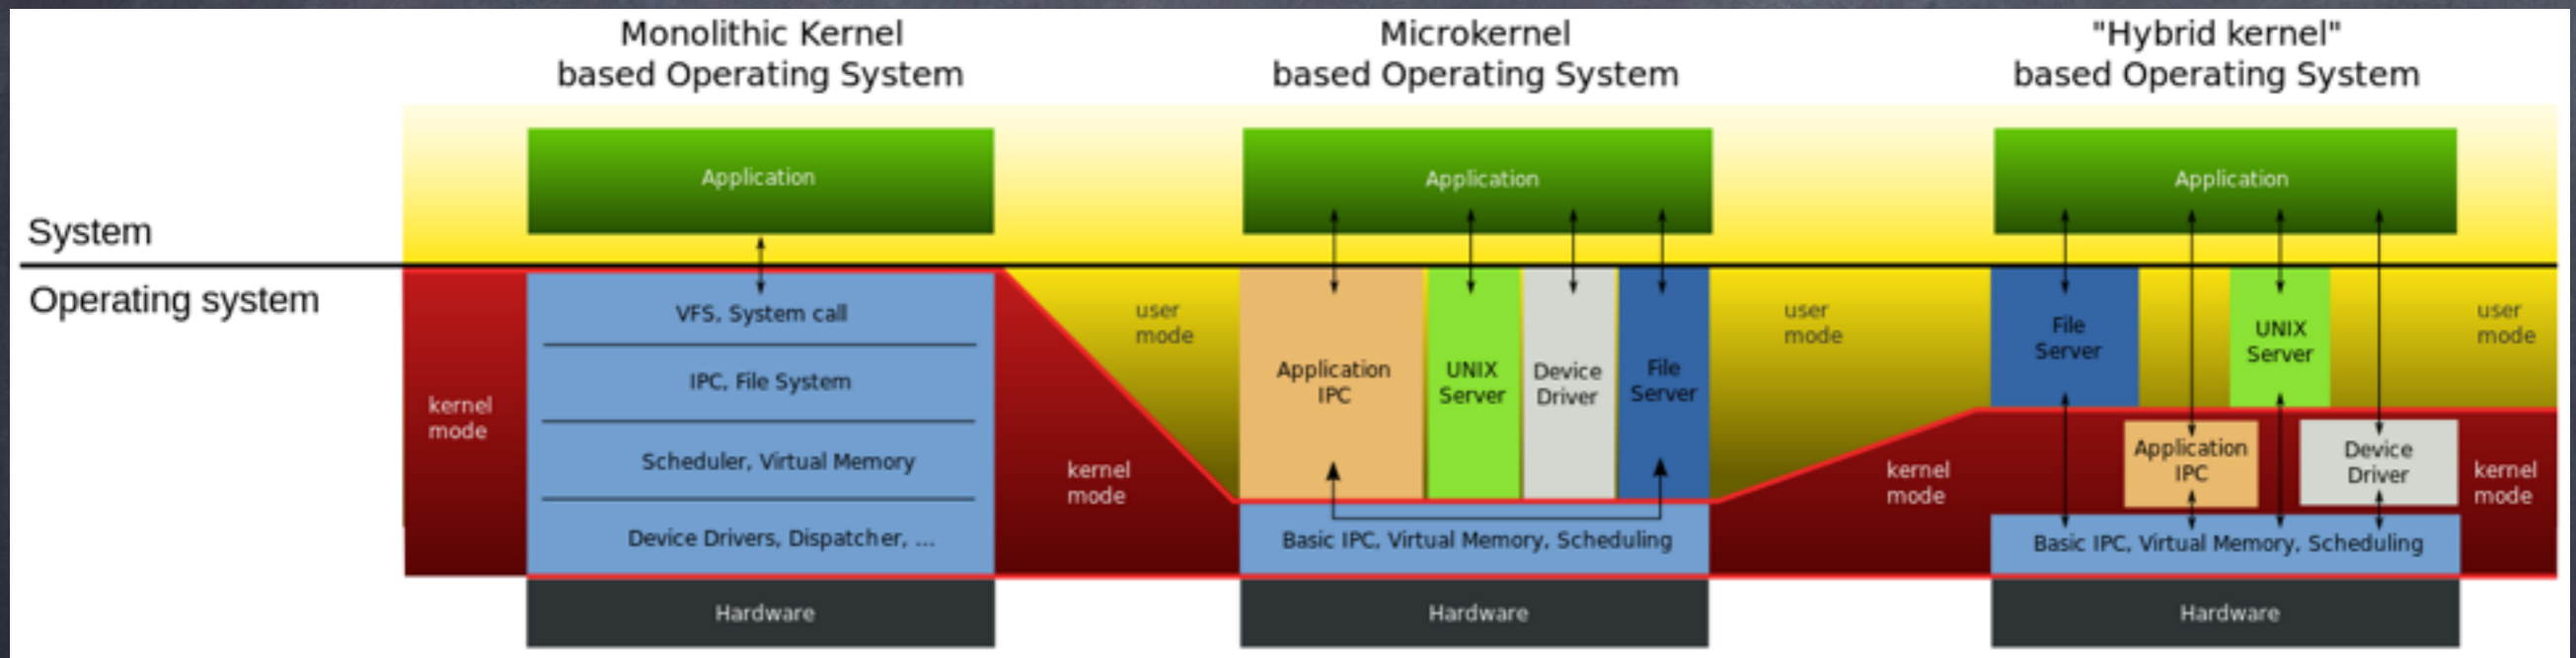 Monolithic Kernel
based Operating System
Microkernel
based Operating System
"Hybrid kernel"
based Operating System
System
Operating system
Application
VFS, System call
IPC, File System
Scheduler, Virtual Memory
Device Drivers, Dispatcher, ...
Hardware
kernel
mode
kernel
mode
user
mode
Application
Application
IPC
UNIX
Server
Device
Driver
File
Server
Basic IPC, Virtual Memory, Scheduling
Hardware
user
mode
kernel
mode
Application
File
Server
UNIX
Server
Application
IPC
Device
Driver
Basic IPC, Virtual Memory, Scheduling
Hardware
user
mode
kernel
mode